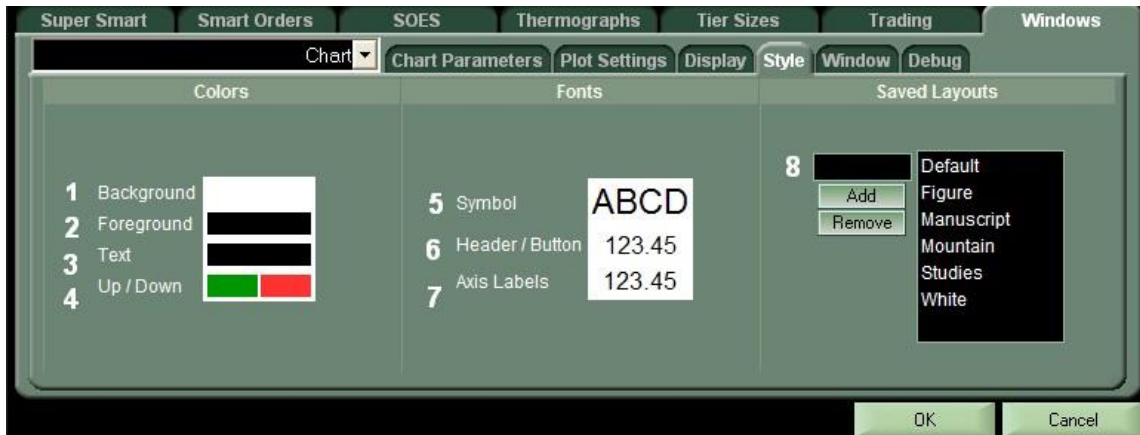 Super Smart Smart Orders SOES Thermographs Tier Sizes Trading Windows
Chart Chart Parameters Plot Settings Display Style Window Debug
Colors Fonts Saved Layouts
1 Background
2 Foreground
3 Text
4 Up / Down
5 Symbol ABCD
6 Header / Button 123.45
7 Axis Labels 123.45
8
Add
Remove
Default
Figure
Manuscript
Mountain
Studies
White
OK Cancel